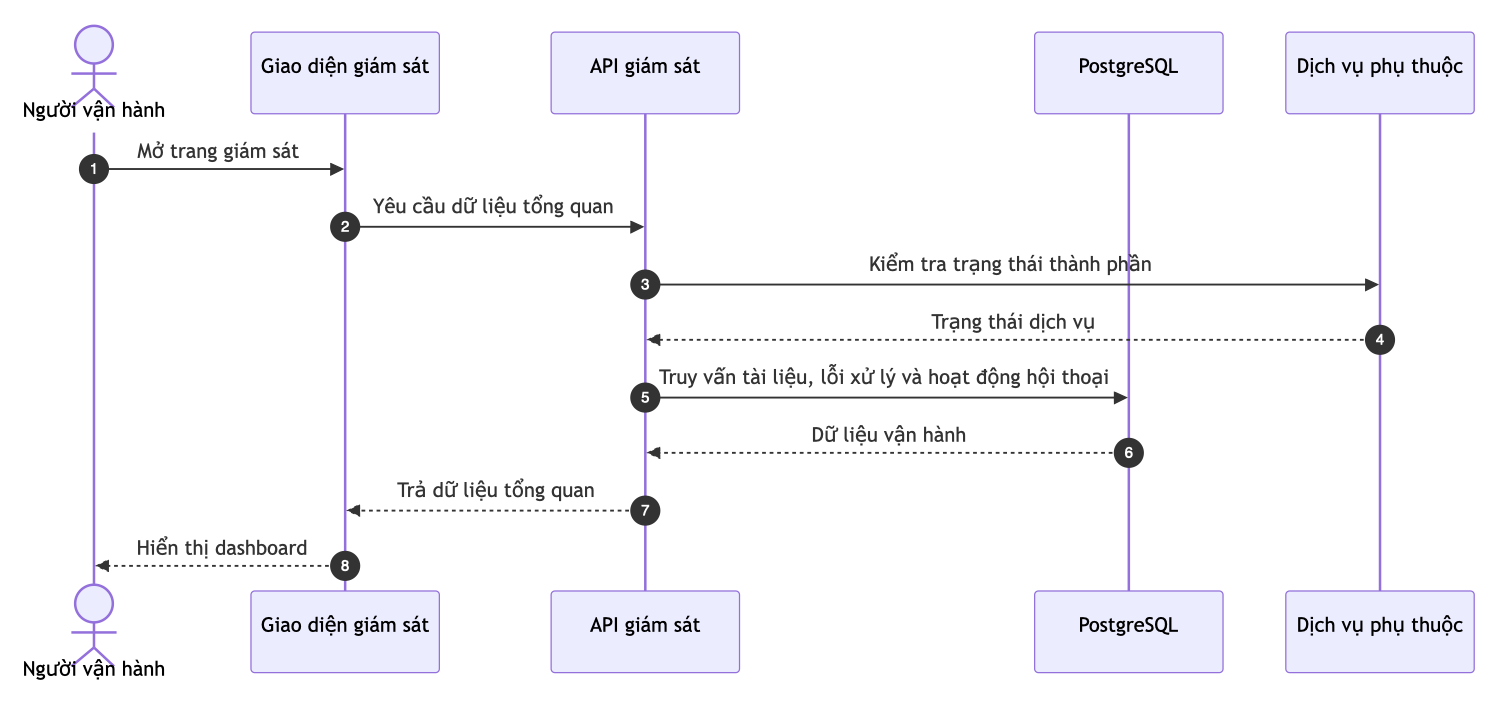 Người vận hành
Giao diện giám sát
API giám sát
PostgreSQL
Dịch vụ phụ thuộc
1
Mở trang giám sát
2
Yêu cầu dữ liệu tổng quan
3
Kiểm tra trạng thái thành phần
Trạng thái dịch vụ
4
5
Truy vấn tài liệu, lỗi xử lý và hoạt động hội thoại
Dữ liệu vận hành
6
Trả dữ liệu tổng quan
7
Hiển thị dashboard
8
Người vận hành
Giao diện giám sát
API giám sát
PostgreSQL
Dịch vụ phụ thuộc